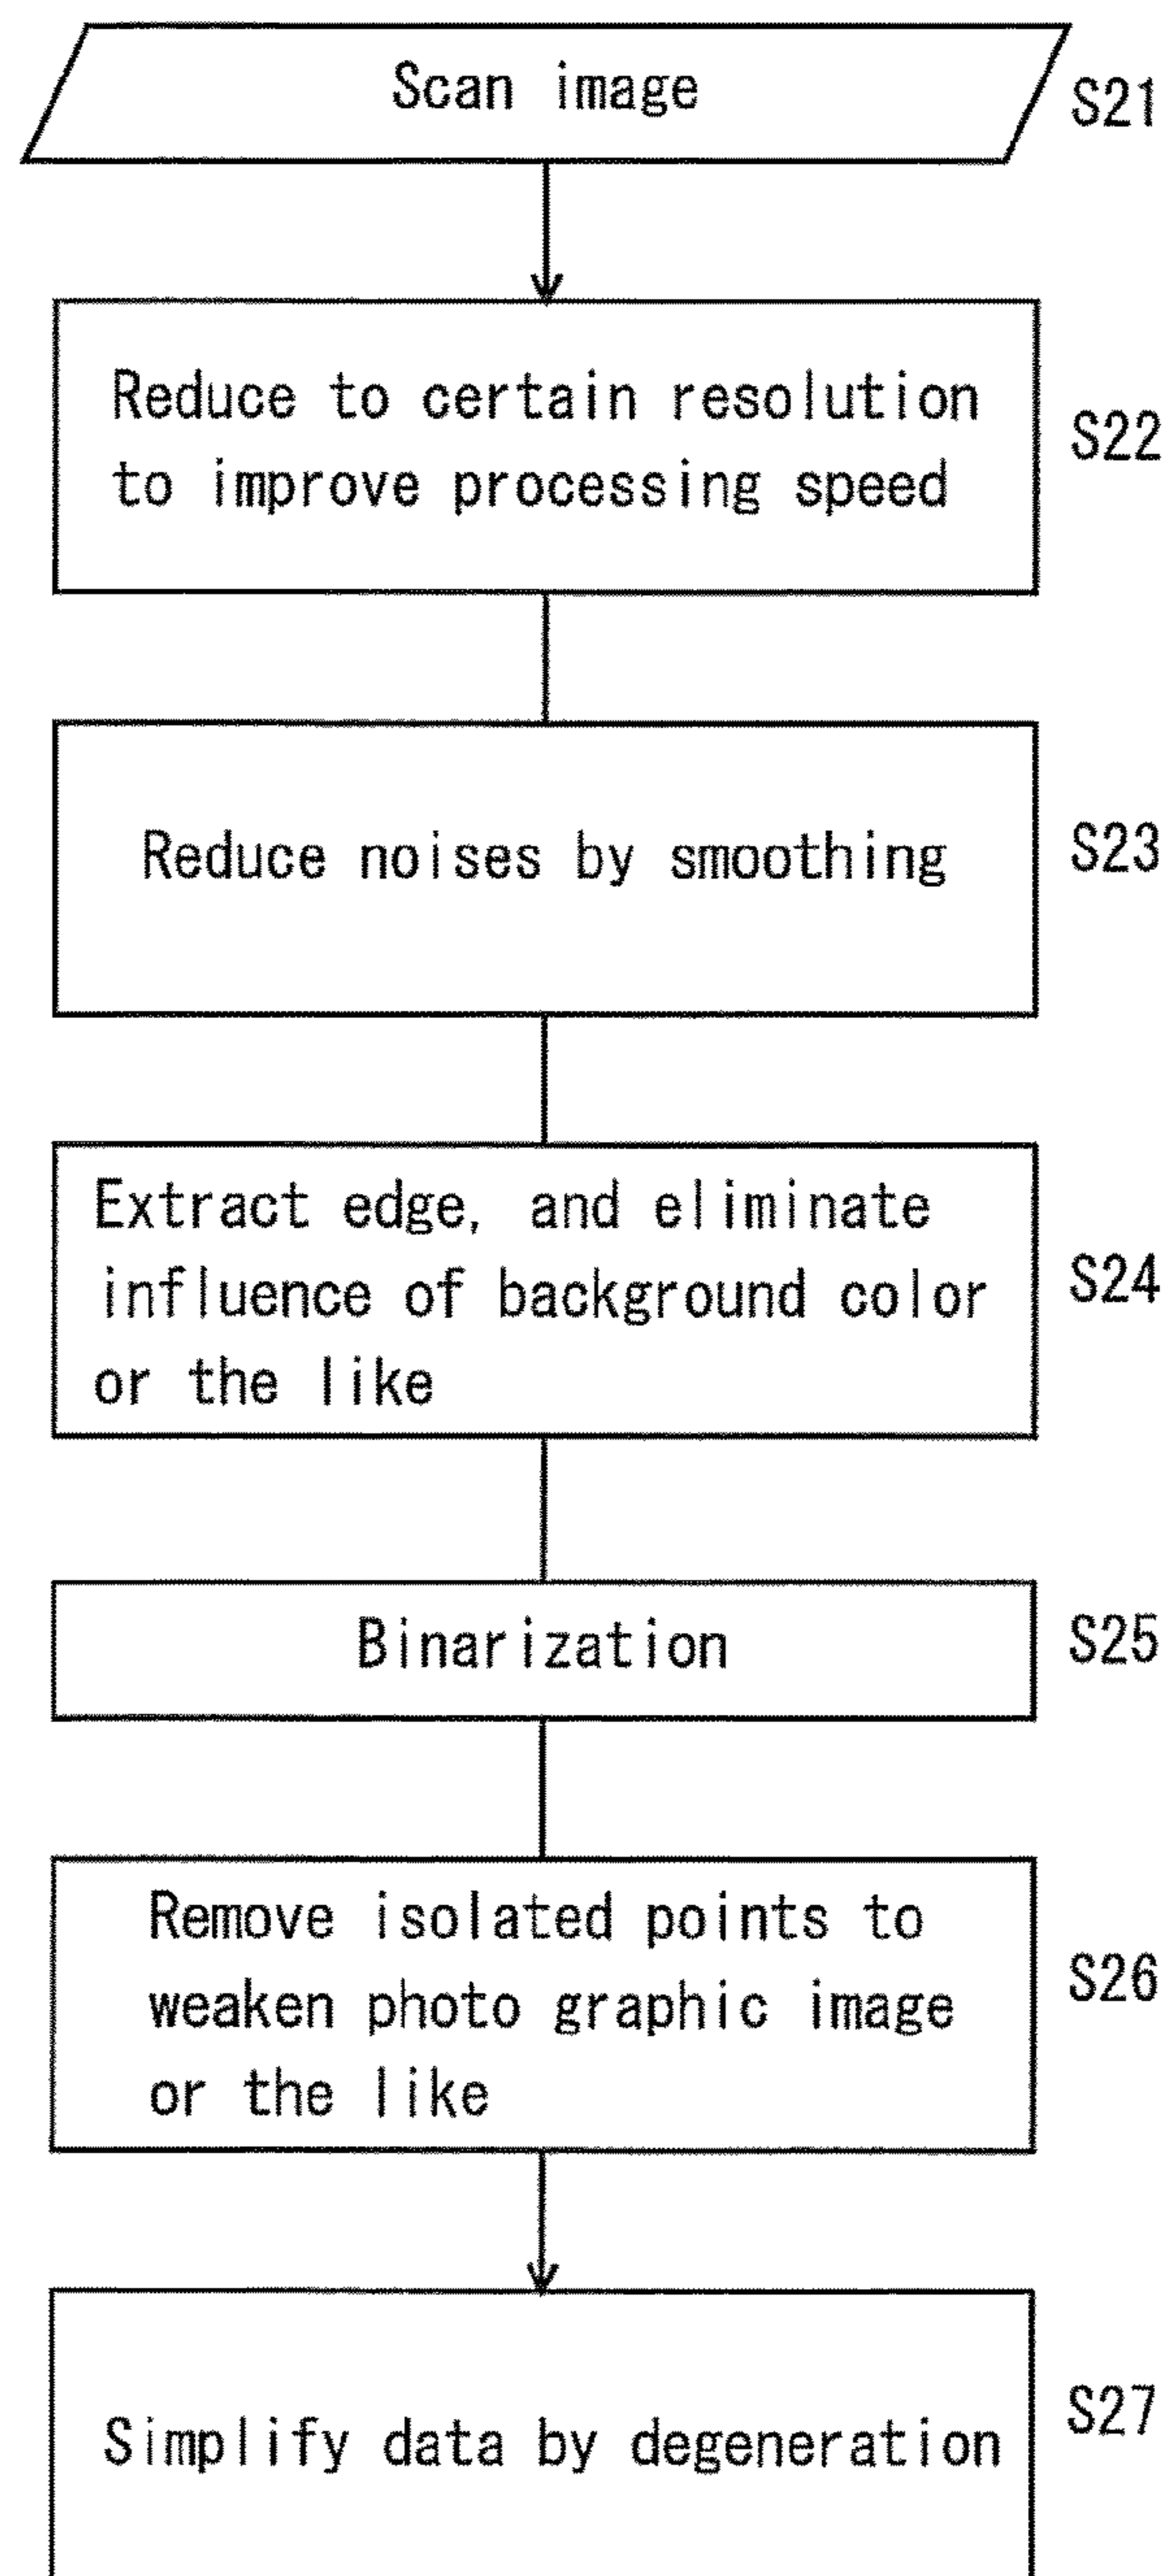 Scan image
S21
Reduce to certain resolution
to improve processing speed
S22
Reduce noises by smoothing
S23
Extract edge, and eliminate
influence of background color
or the like
S24
Binarization
S25
Remove isolated points to
weaken photo graphic image
or the like
S26
Simplify data by degeneration
S27